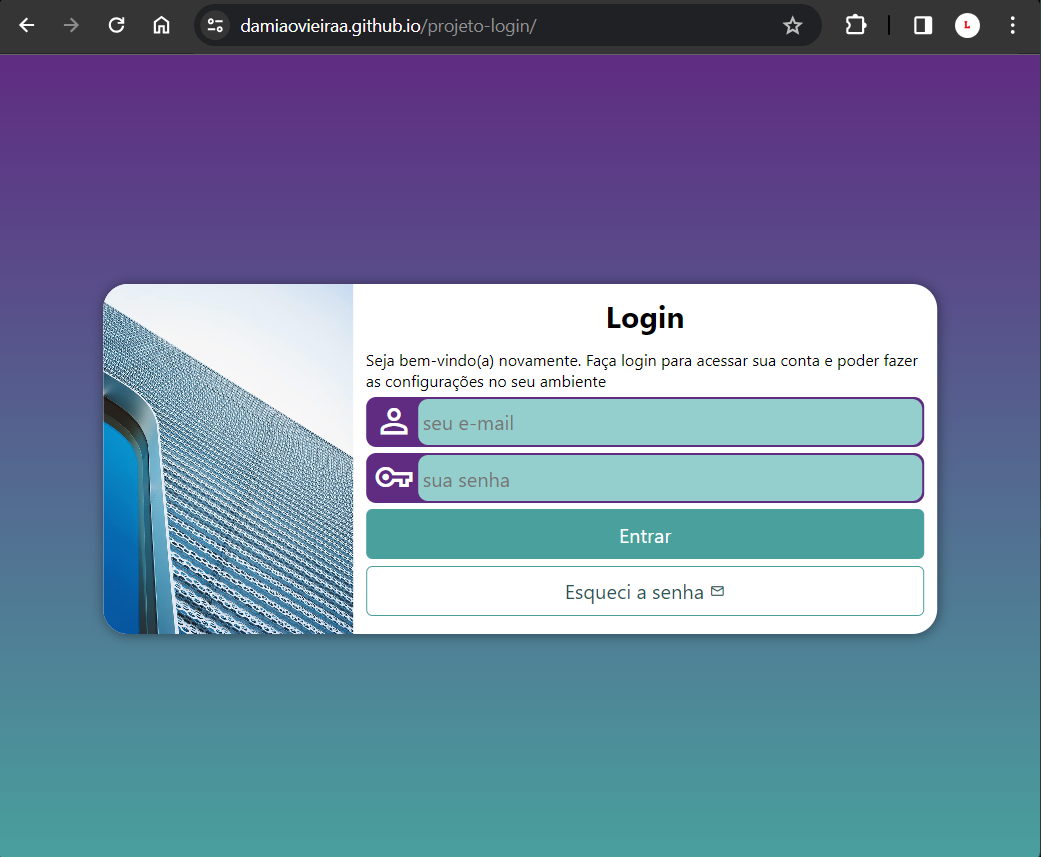 damiaovieiraa.github.io/projeto-login/
L
Login
Seja bem-vindo(a) novamente. Faça login para acessar sua conta e poder fazer
as configurações no seu ambiente
seu e-mail
sua senha
Entrar
Esqueci a senha